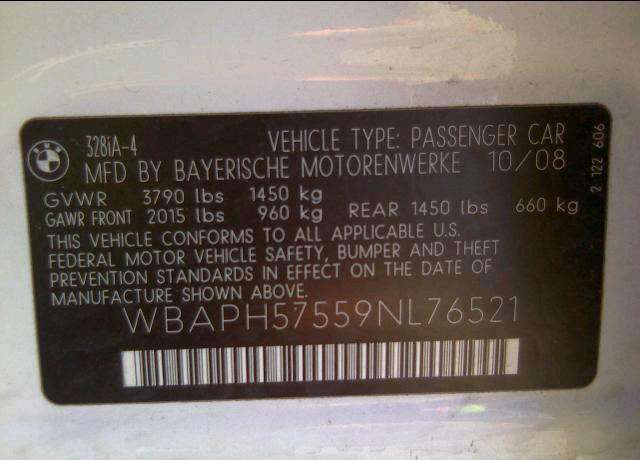 BMW
328iA-4 VEHICLE TYPE: PASSENGER CAR
MFD BY BAYERISCHE MOTORENWERKE 10/08
GVWR 3790 lbs 1450 kg
GAWR FRONT 2015 lbs 960 kg REAR 1450 lbs 660 kg
THIS VEHICLE CONFORMS TO ALL APPLICABLE U.S.
FEDERAL MOTOR VEHICLE SAFETY, BUMPER AND THEFT
PREVENTION STANDARDS IN EFFECT ON THE DATE OF
MANUFACTURE SHOWN ABOVE.
WBAPH57559NL76521
2 122 606